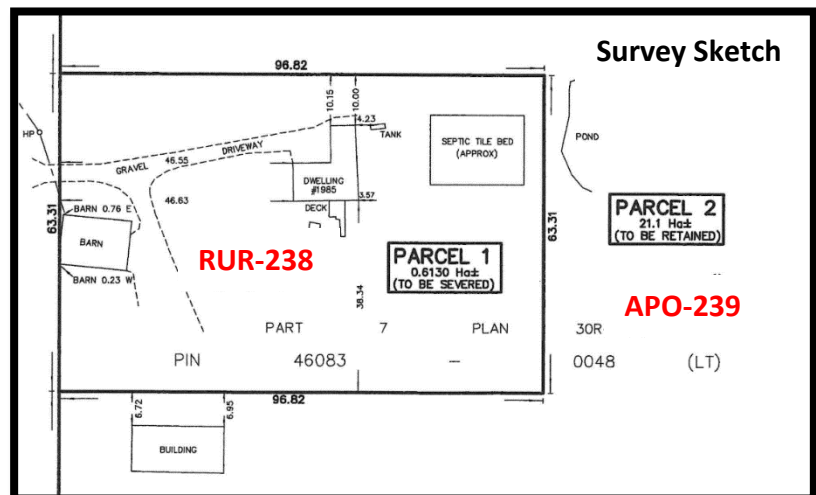 Survey Sketch
96.82
10.15
10.00
4.23
TANK
HP
SEPTIC TILE BED
(APPROX)
POND
GRAVEL
46.55
DRIVEWAY
46.63
DWELLING
#1985
3.57
DECK
63.31
BARN 0.76 E
BARN
BARN 0.23 W
RUR-238
PARCEL 1
0.6130 Ha±
(TO BE SEVERED)
63.31
PARCEL 2
21.1 Ha±
(TO BE RETAINED)
APO-239
38.34
PART 7 PLAN 30R
PIN 46083 – 0048 (LT)
96.82
6.72
6.95
BUILDING